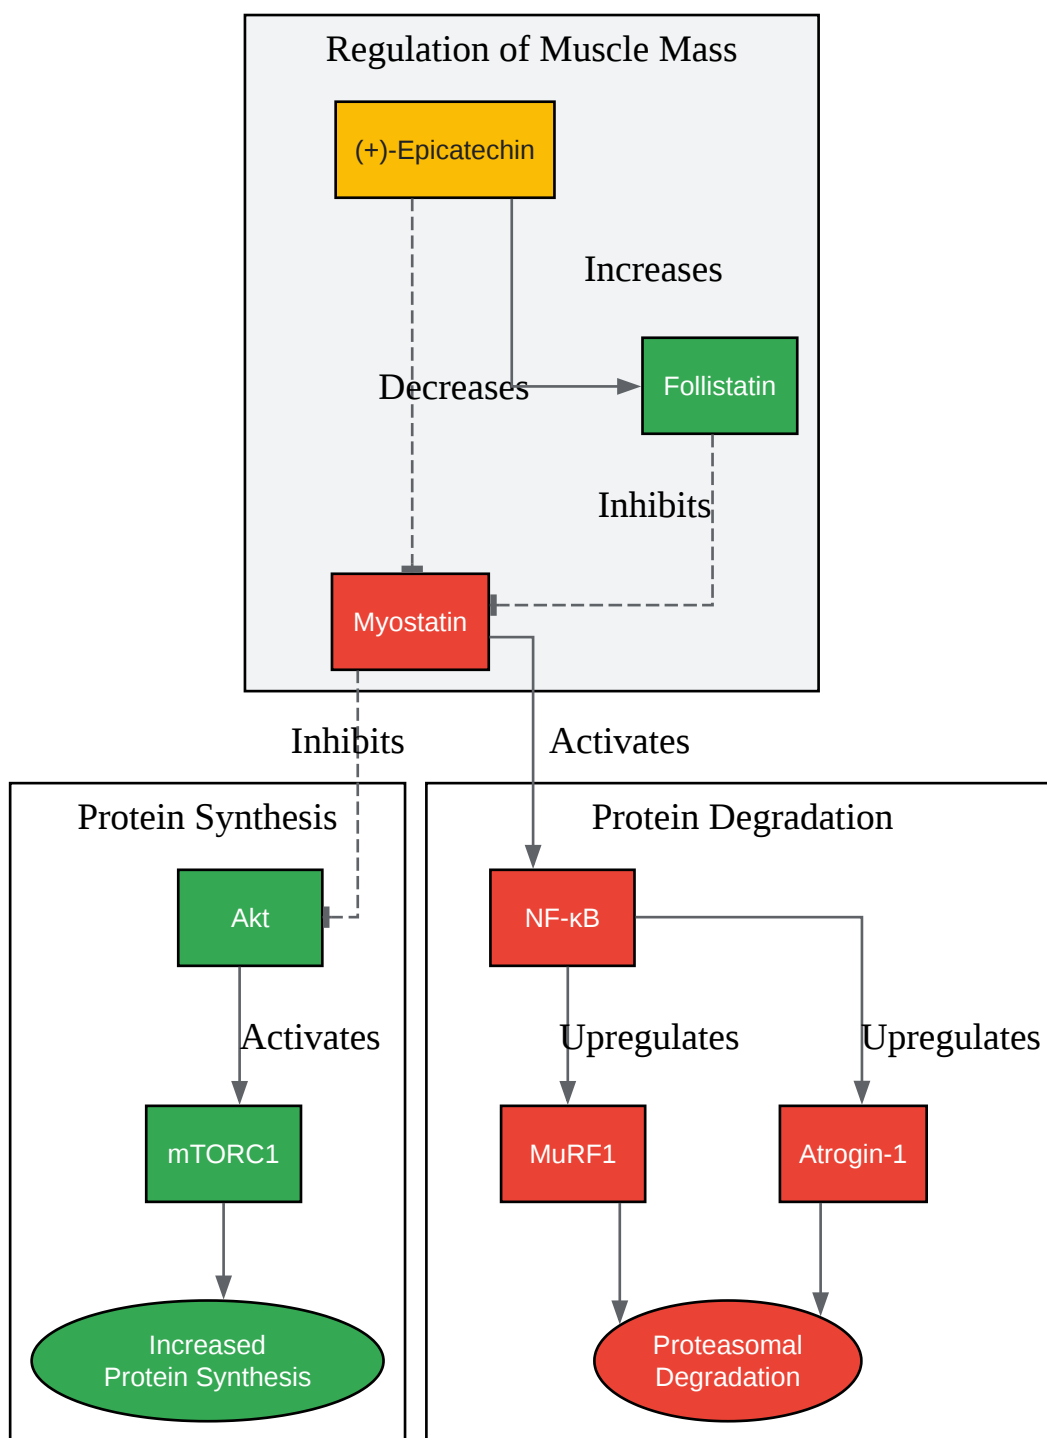 Regulation of Muscle Mass
(+)-Epicatechin
Increases
Decreases
Follistatin
Inhibits
Myostatin
Inhibits
Activates
Protein Synthesis
Protein Degradation
Akt
NF-κB
Activates
Upregulates
Upregulates
mTORC1
MuRF1
Atrogin-1
Increased
Protein Synthesis
Proteasomal
Degradation